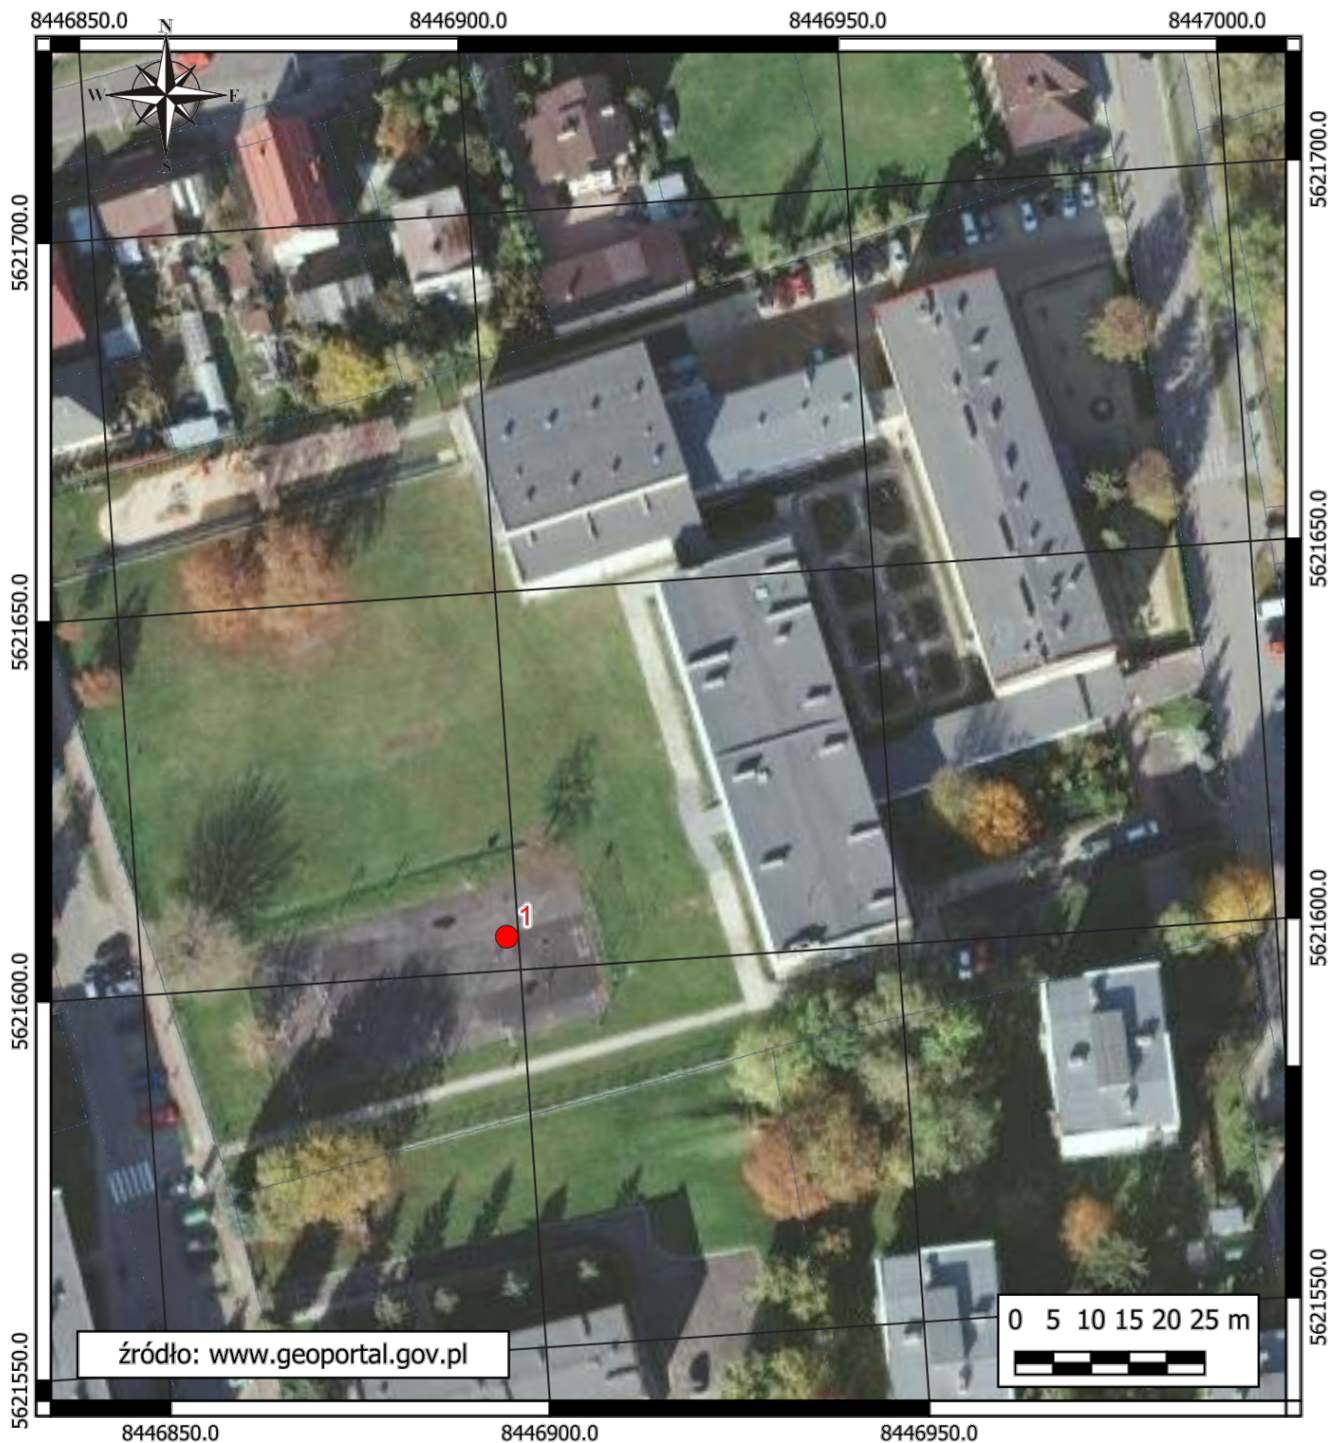 8446850.0 8446900.0 8446950.0 8447000.0
N
W E
S
5621700.0 5621700.0
5621650.0 5621650.0
1
5621600.0 5621600.0
5621550.0 5621550.0
0 5 10 15 20 25 m
źródło: www.geoportal.gov.pl
8446850.0 8446900.0 8446950.0